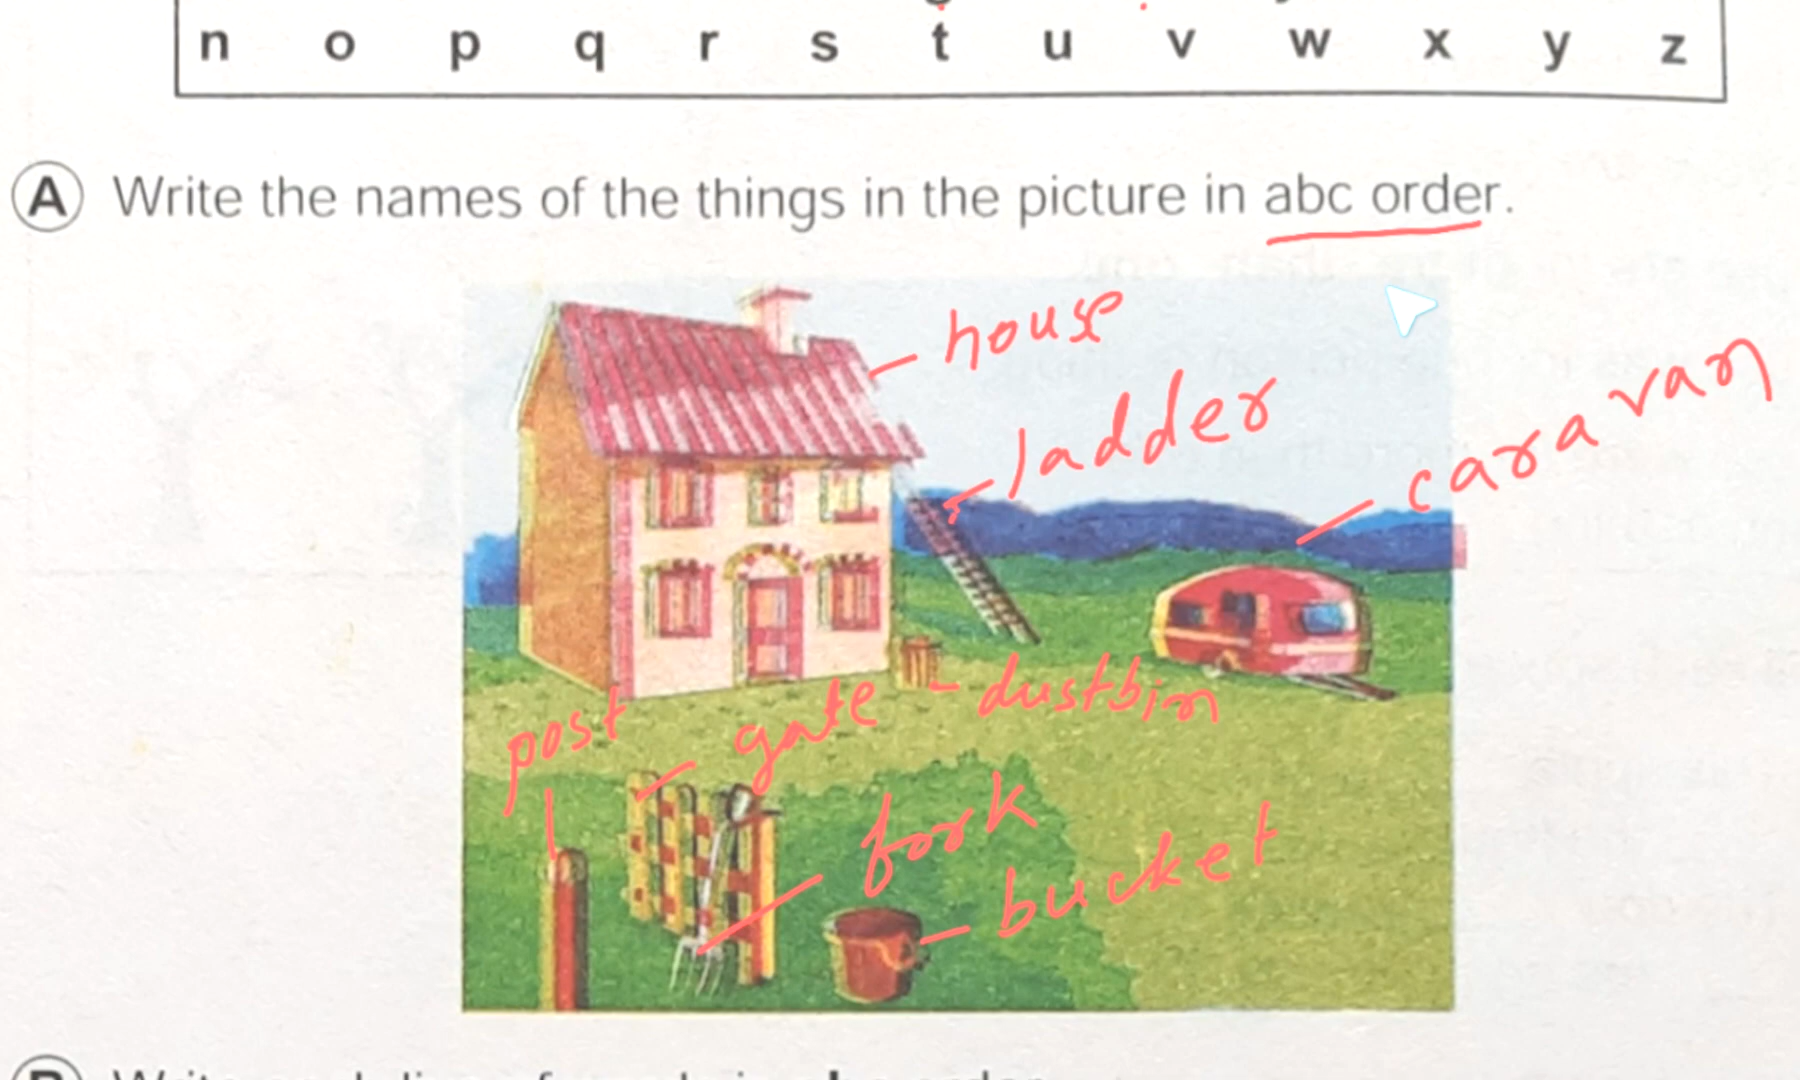 n o p q r s t u v w x y z
A Write the names of the things in the picture in abc order.
house
ladder
caravan
dustbin
gate
post
fork
bucket